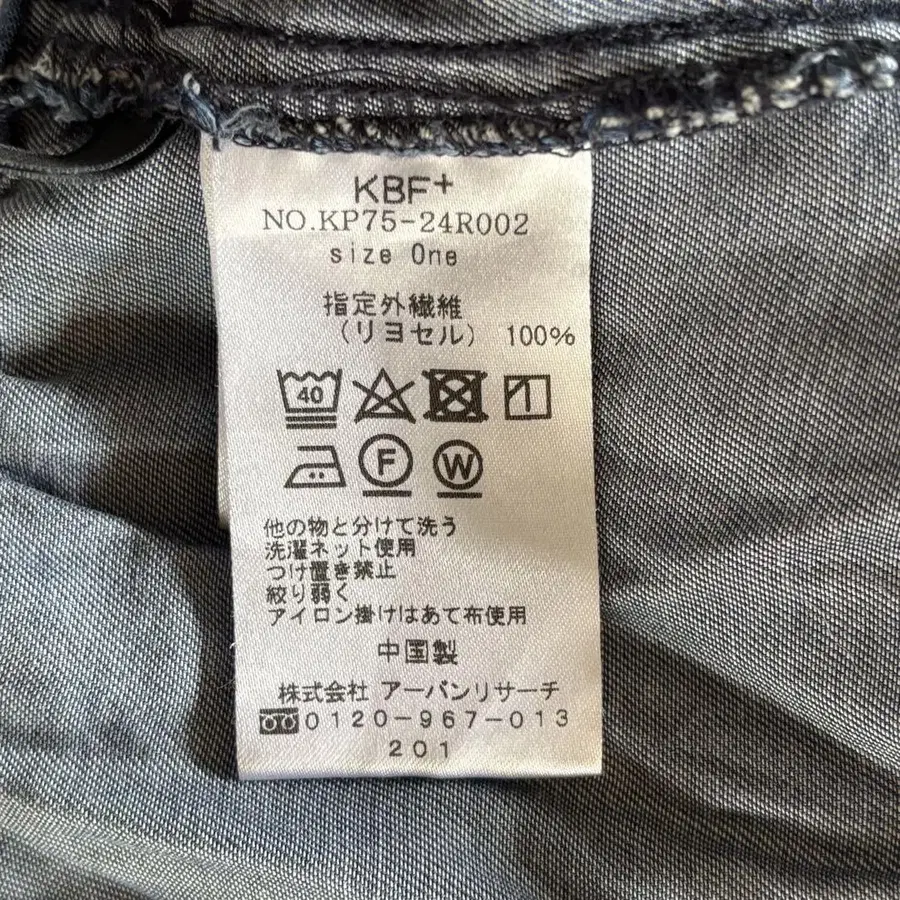 KBF+
NO.KP75-24R002
size One
指定外繊維
(リヨセル) 100%
40
F W
他の物と分けて洗う
洗濯ネット使用
つけ置き禁止
絞り弱く
アイロン掛けはあて布使用
中国製
株式会社 アーバンリサーチ
0120-967-013
201